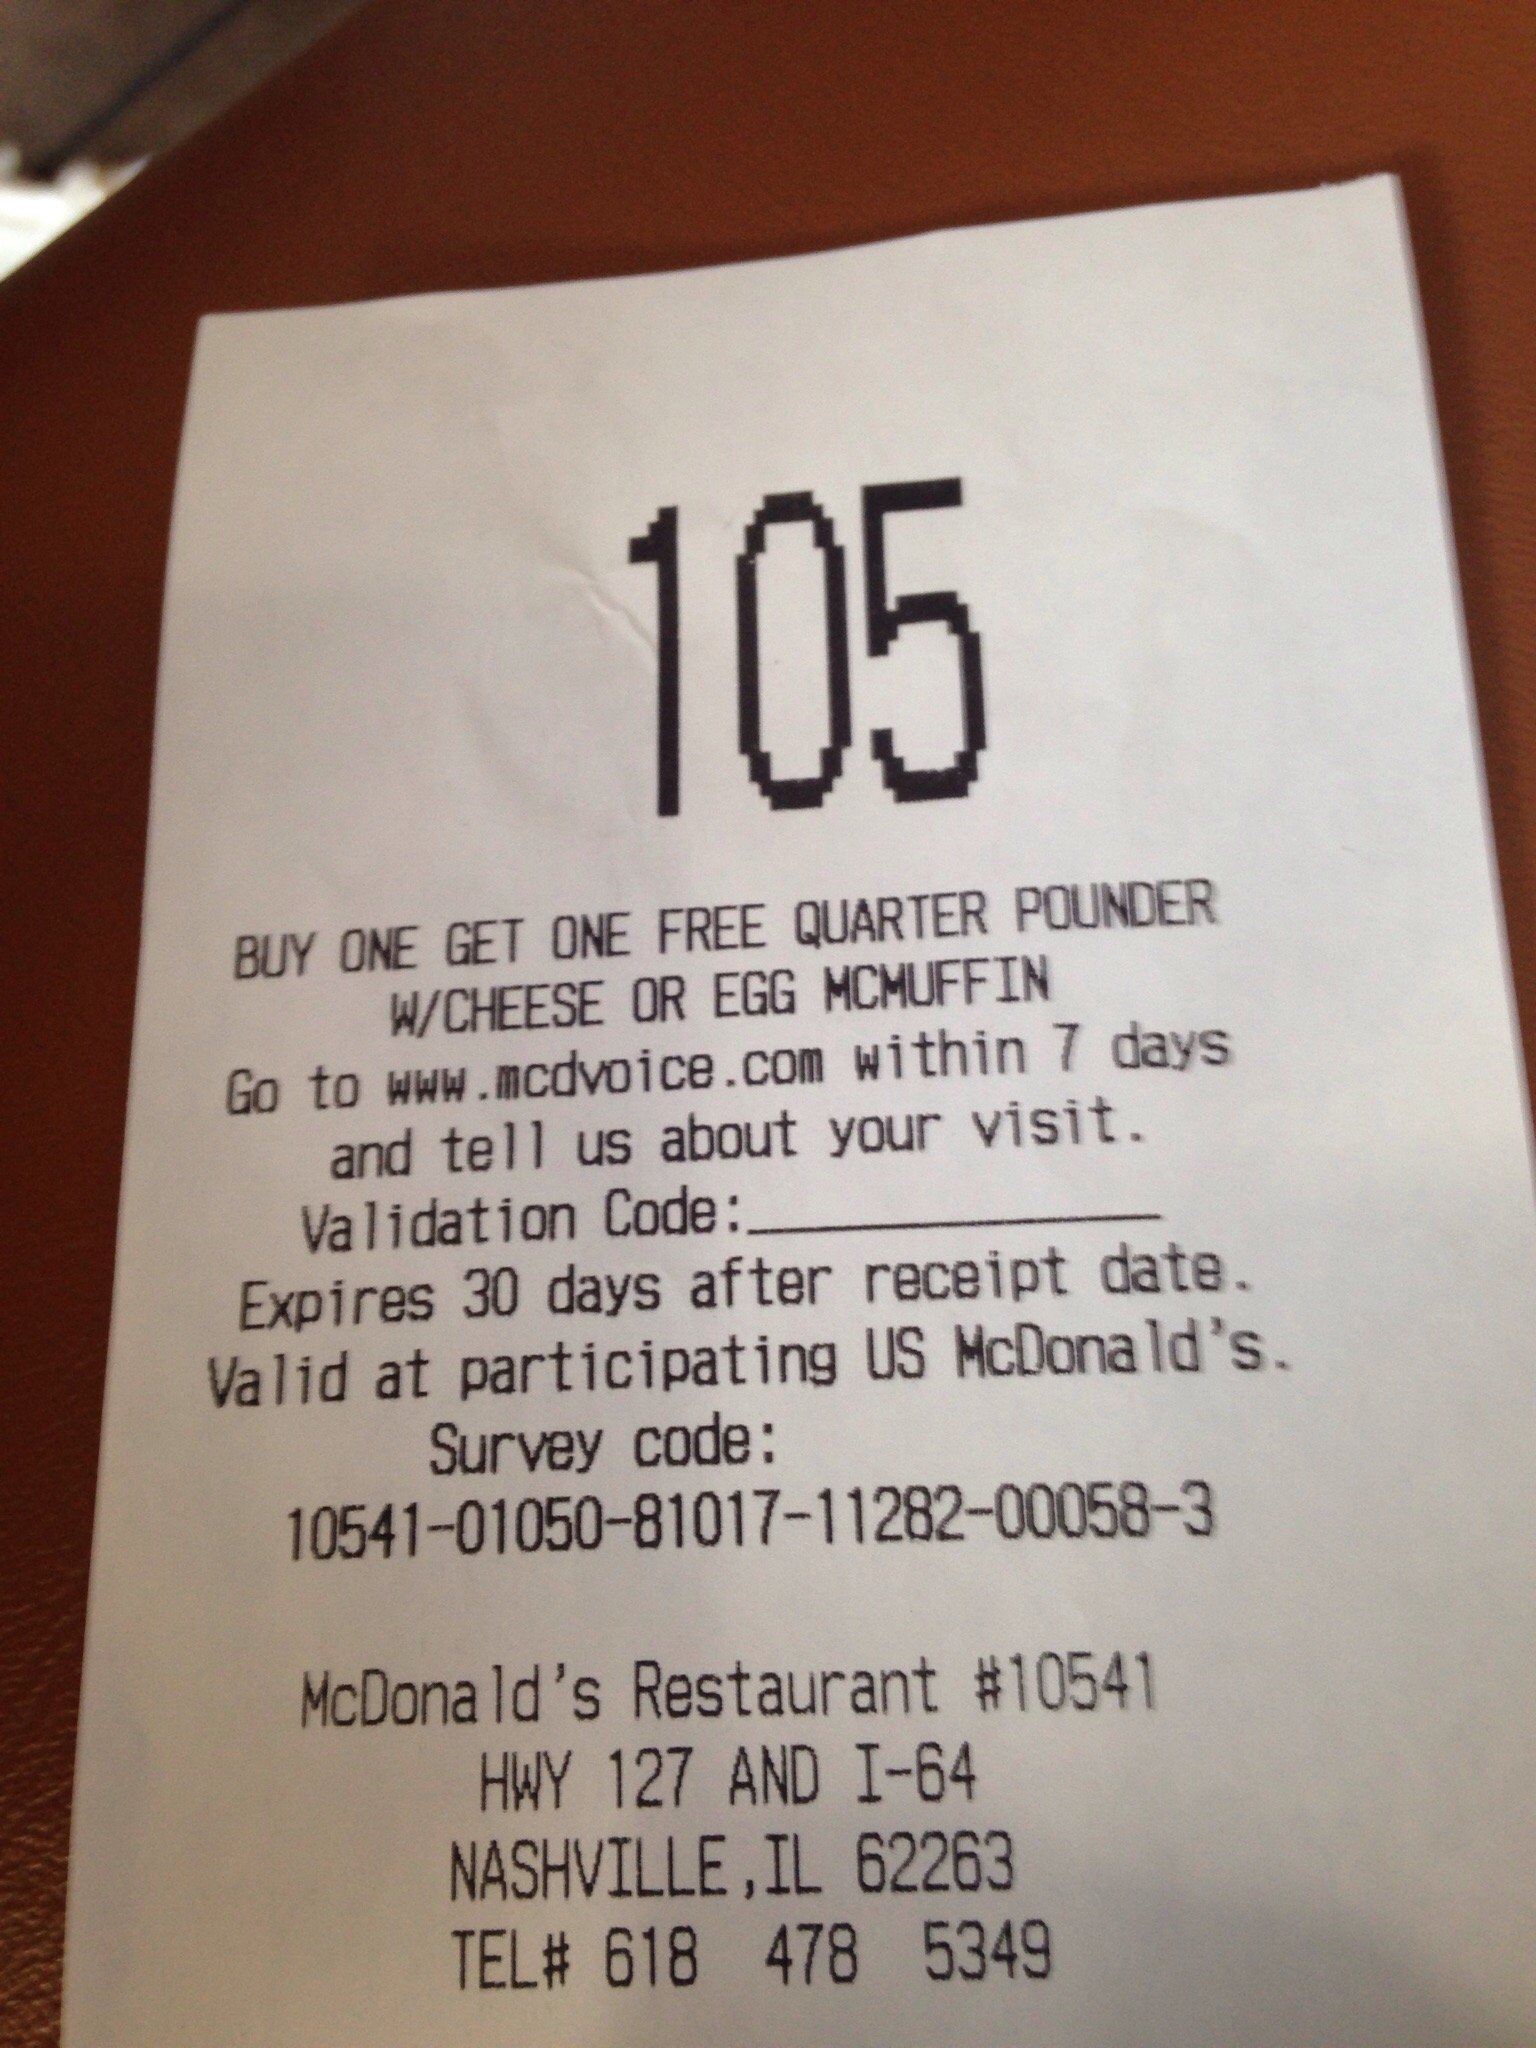 105
BUY ONE GET ONE FREE QUARTER POUNDER
W/CHEESE OR EGG MCMUFFIN
Go to www.mcdvoice.com within 7 days
and tell us about your visit.
Validation Code:_______________
Expires 30 days after receipt date.
Valid at participating US McDonald's.
Survey code:
10541-01050-81017-11282-00058-3
McDonald's Restaurant #10541
HWY 127 AND I-64
NASHVILLE,IL 62263
TEL# 618 478 5349